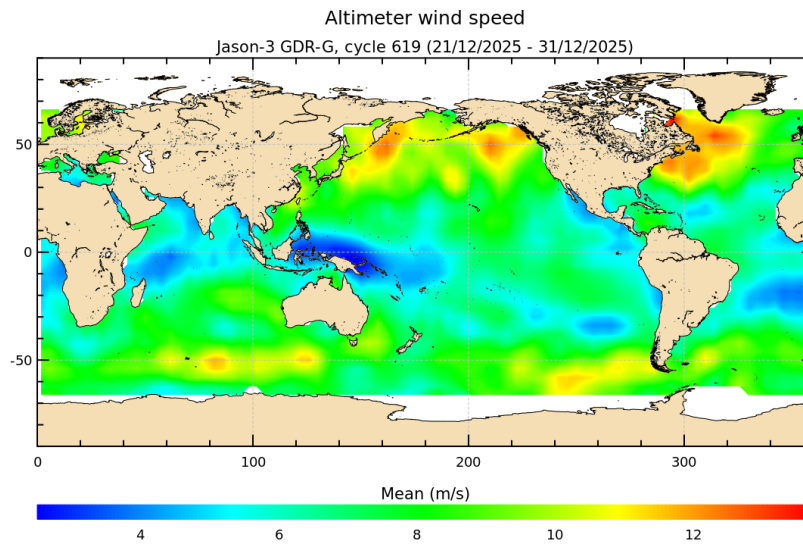 Altimeter wind speed
Jason-3 GDR-G, cycle 619 (21/12/2025 - 31/12/2025)
50
0
-50
0 100 200 300
Mean (m/s)
4 6 8 10 12